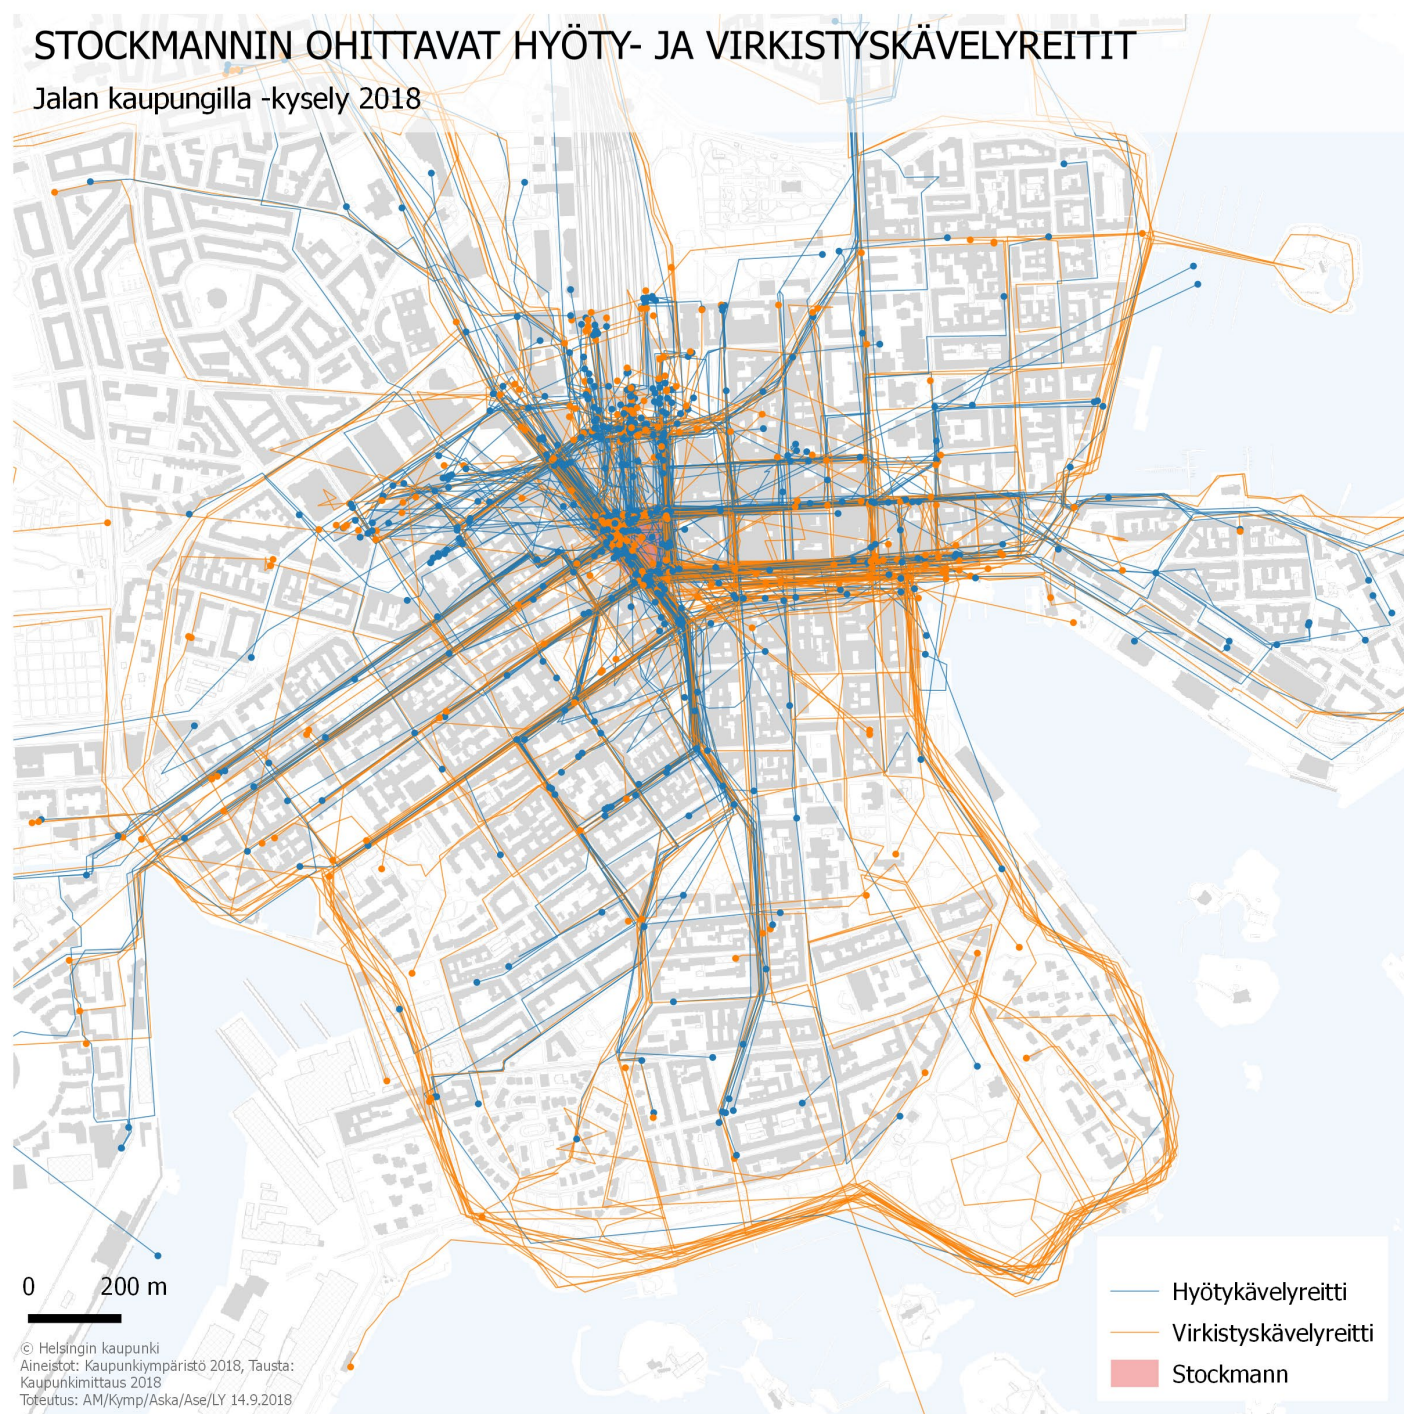 STOCKMANNIN OHITTAVAT HYÖTY- JA VIRKISTYSKÄVELYREITIT
Jalan kaupungilla -kysely 2018
0 200 m
© Helsingin kaupunki
Aineistot: Kaupunkiympäristö 2018, Tausta:
Kaupunkimittaus 2018
Toteutus: AM/Kymp/Aska/Ase/LY 14.9.2018
Hyötykävelyreitti
Virkistyskävelyreitti
Stockmann